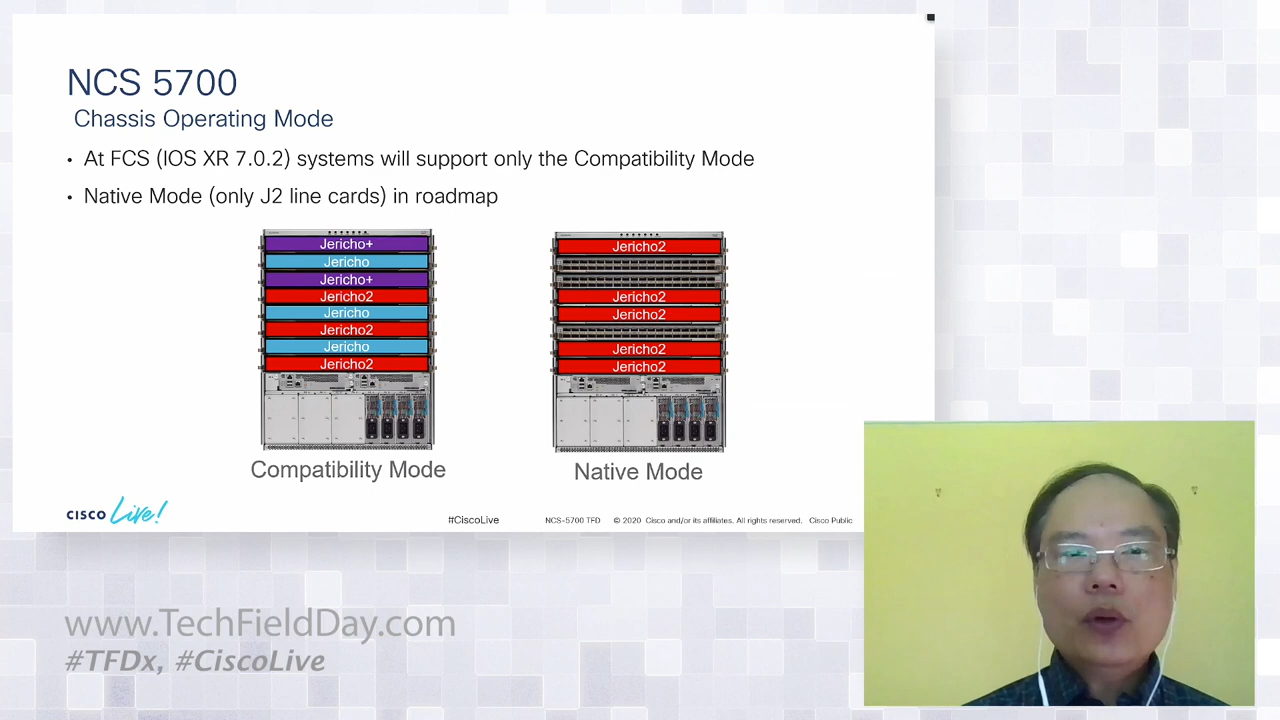 NCS 5700
Chassis Operating Mode
• At FCS (IOS XR 7.0.2) systems will support only the Compatibility Mode
• Native Mode (only J2 line cards) in roadmap
Jericho+
Jericho
Jericho+
Jericho2
Jericho
Jericho2
Jericho
Jericho2
Compatibility Mode
Jericho2
Jericho2
Jericho2
Jericho2
Jericho2
Native Mode
CISCO Live!
#CiscoLive
NCS-5700 TFD
© 2020 Cisco and/or its affiliates. All rights reserved. Cisco Public
www.TechFieldDay.com
#TFDx, #CiscoLive